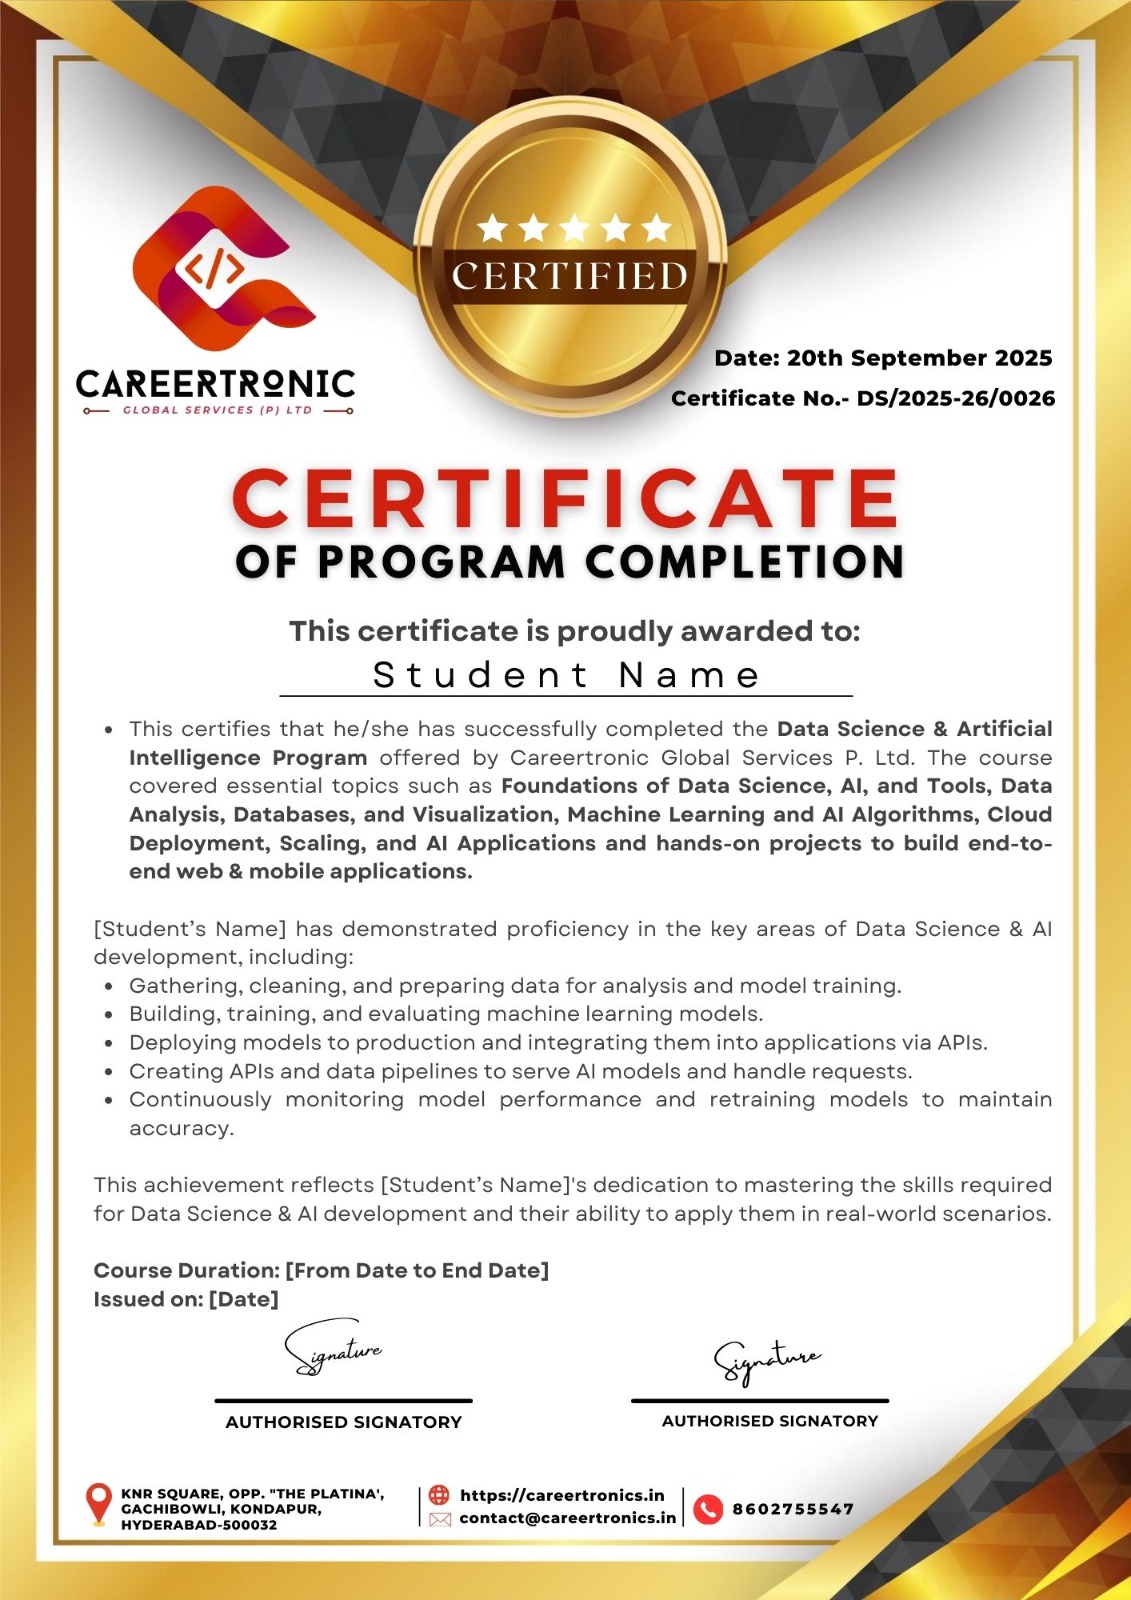 CERTIFIED
CAREERTRONIC
GLOBAL SERVICES (P) LTD
Date: 20th September 2025
Certificate No.- DS/2025-26/0026
CERTIFICATE
OF PROGRAM COMPLETION
This certificate is proudly awarded to:
Student Name
• This certifies that he/she has successfully completed the Data Science & Artificial
Intelligence Program offered by Careertronic Global Services P. Ltd. The course
covered essential topics such as Foundations of Data Science, AI, and Tools, Data
Analysis, Databases, and Visualization, Machine Learning and AI Algorithms, Cloud
Deployment, Scaling, and AI Applications and hands-on projects to build end-to-
end web & mobile applications.
[Student’s Name] has demonstrated proficiency in the key areas of Data Science & AI
development, including:
• Gathering, cleaning, and preparing data for analysis and model training.
• Building, training, and evaluating machine learning models.
• Deploying models to production and integrating them into applications via APIs.
• Creating APIs and data pipelines to serve AI models and handle requests.
• Continuously monitoring model performance and retraining models to maintain
accuracy.
This achievement reflects [Student’s Name]'s dedication to mastering the skills required
for Data Science & AI development and their ability to apply them in real-world scenarios.
Course Duration: [From Date to End Date]
Issued on: [Date]
Signature
Signature
AUTHORISED SIGNATORY
AUTHORISED SIGNATORY
KNR SQUARE, OPP. "THE PLATINA',
GACHIBOWLI, KONDAPUR,
HYDERABAD-500032
https://careertronics.in
contact@careertronics.in
8602755547